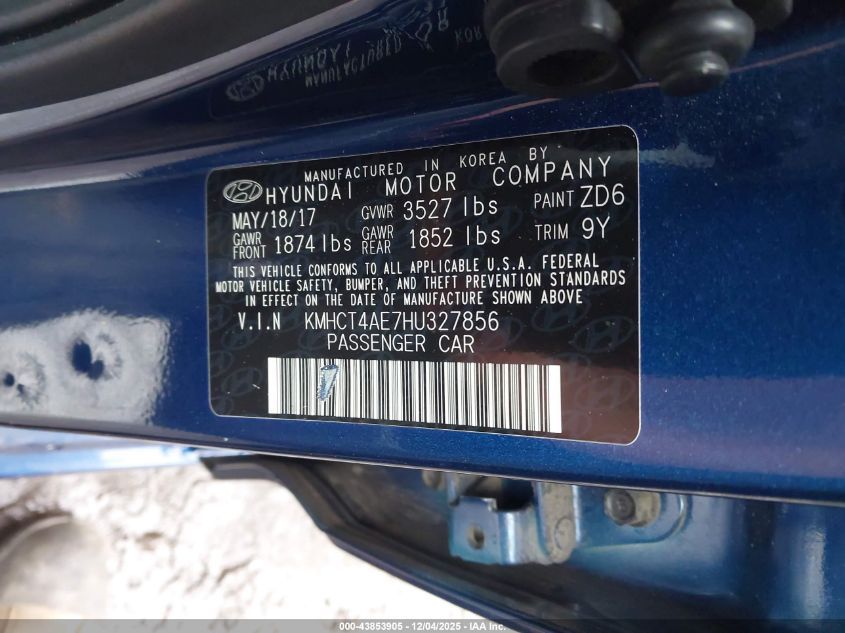 MANUFACTURED IN KOREA BY
HYUNDAI MOTOR COMPANY
MAY/18/17 GVWR 3527 lbs PAINT ZD6
GAWR FRONT 1874 lbs GAWR REAR 1852 lbs TRIM 9Y
THIS VEHICLE CONFORMS TO ALL APPLICABLE U.S.A. FEDERAL
MOTOR VEHICLE SAFETY, BUMPER, AND THEFT PREVENTION STANDARDS
IN EFFECT ON THE DATE OF MANUFACTURE SHOWN ABOVE
V.I.N KMHCT4AE7HU327856
PASSENGER CAR
7
000-43853905 - 12/04/2025 - IAA Inc.